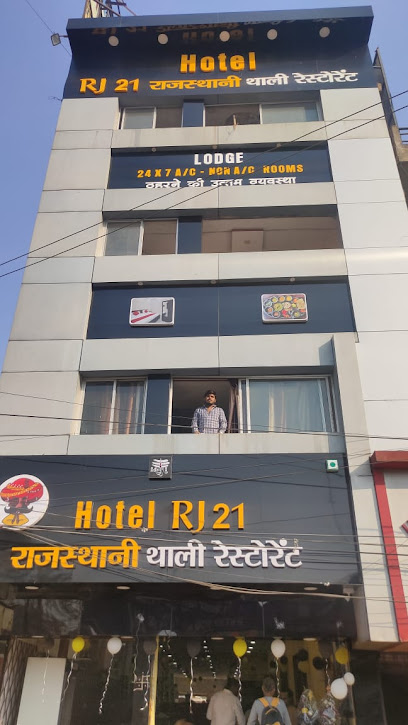 Hotel
RJ 21 राजस्थानी थाली रेस्टोरेंट
LODGE
24 X 7 A/C - NON A/C ROOMS
ठहरने की उत्तम व्यवस्था
Hotel RJ 21
राजस्थानी थाली रेस्टोरेंट